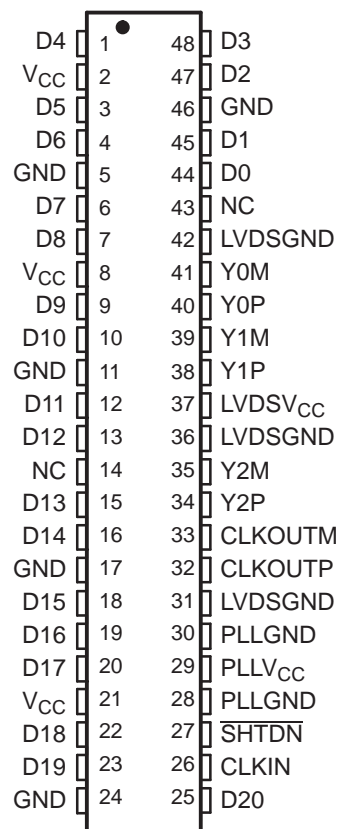 D4 1 48 D3
VCC 2 47 D2
D5 3 46 GND
D6 4 45 D1
GND 5 44 D0
D7 6 43 NC
D8 7 42 LVDSGND
VCC 8 41 Y0M
D9 9 40 Y0P
D10 10 39 Y1M
GND 11 38 Y1P
D11 12 37 LVDSVCC
D12 13 36 LVDSGND
NC 14 35 Y2M
D13 15 34 Y2P
D14 16 33 CLKOUTM
GND 17 32 CLKOUTP
D15 18 31 LVDSGND
D16 19 30 PLLGND
D17 20 29 PLLVCC
VCC 21 28 PLLGND
D18 22 27 SHTDN
D19 23 26 CLKIN
GND 24 25 D20